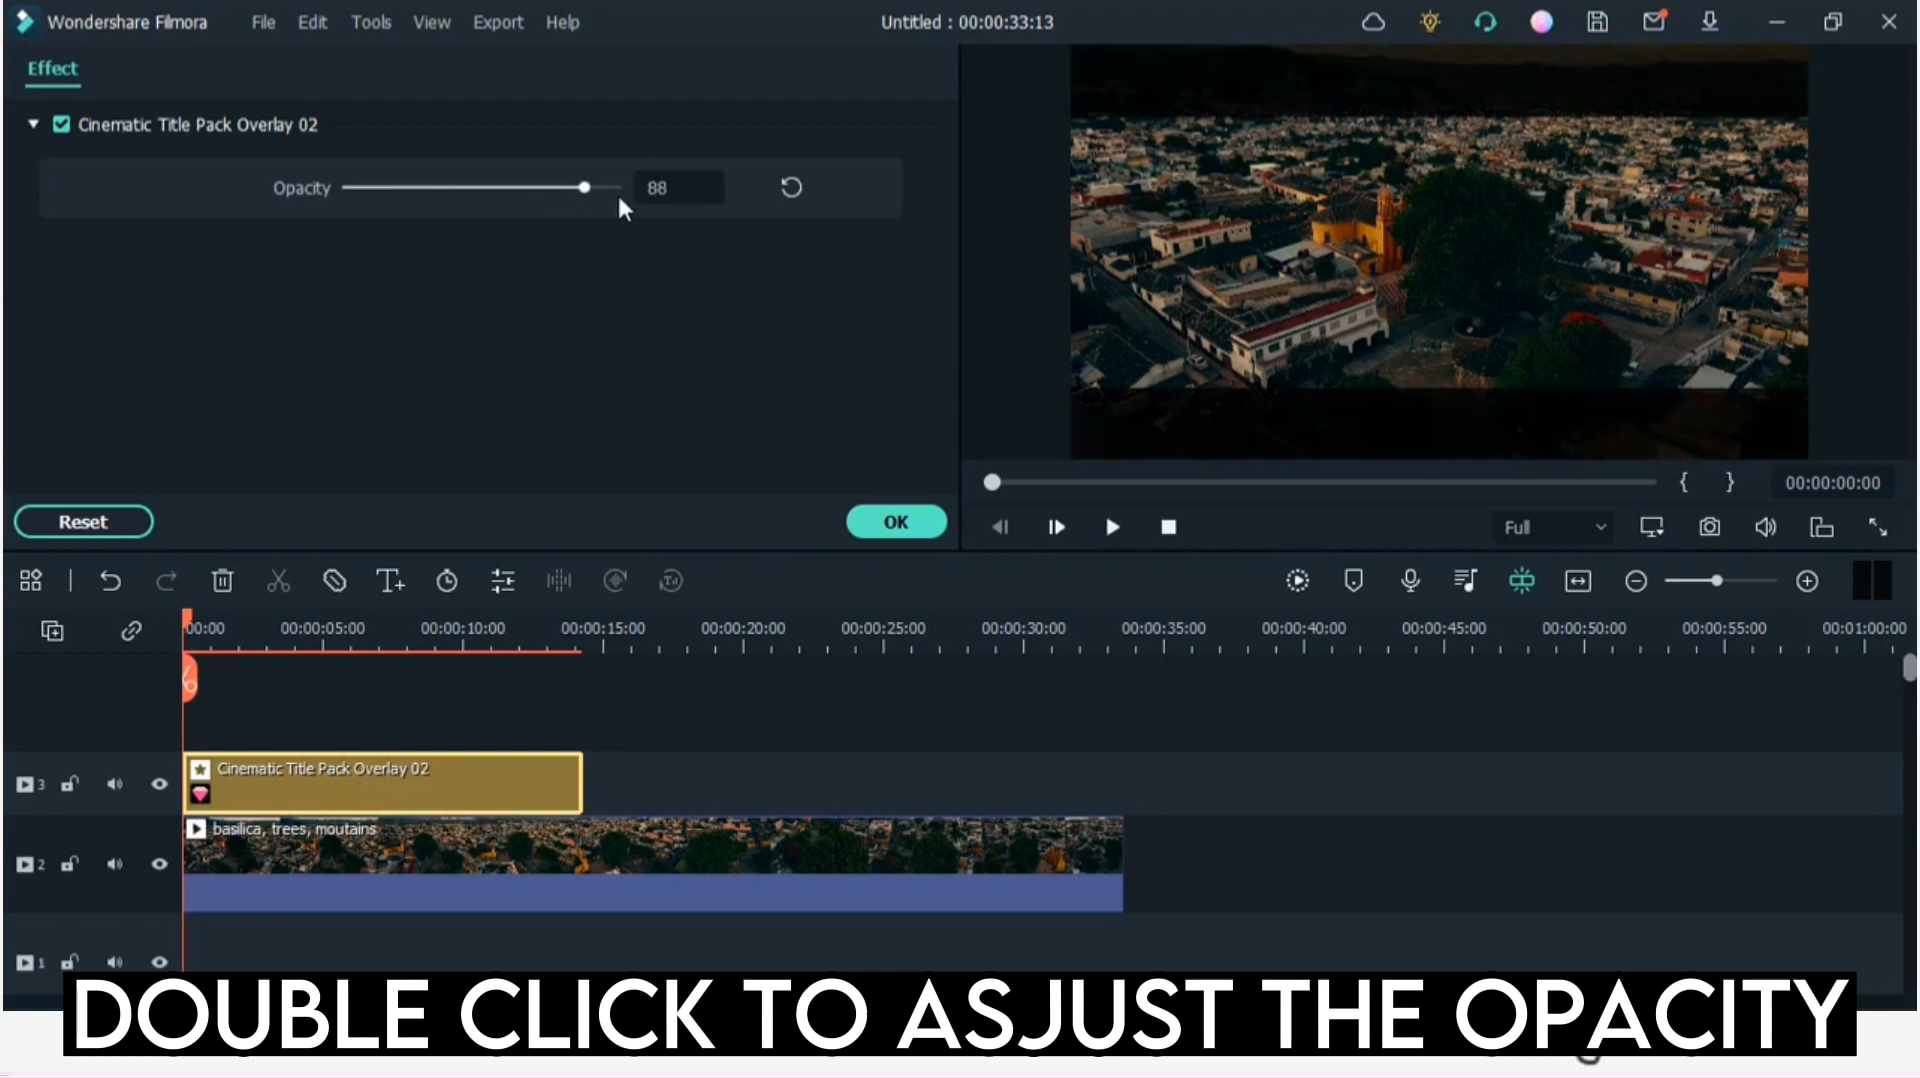 Wondershare Filmora File Edit Tools View Export Help Untitled : 00:00:33:13
Effect
Cinematic Title Pack Overlay 02
Opacity 88
{ } 00:00:00:00
Reset OK
Full
00:00 00:00:05:00 00:00:10:00 00:00:15:00 00:00:20:00 00:00:25:00 00:00:30:00 00:00:35:00 00:00:40:00 00:00:45:00 00:00:50:00 00:00:55:00 00:01:00:00
Cinematic Title Pack Overlay 02
3
basilica, trees, moutains
2
1
DOUBLE CLICK TO ASJUST THE OPACITY